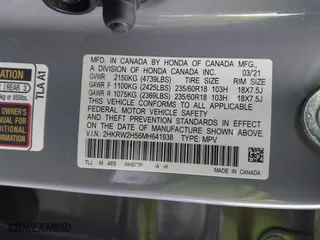 MFD. IN CANADA BY HONDA OF CANADA MFG.,
A DIVISION OF HONDA CANADA INC. 03/21
GVWR 2150KG (4739LBS) TIRE SIZE RIM SIZE
GAWR F 1100KG (2425LBS) 235/60R18 103H 18X7.5J
GAWR R 1075KG (2369LBS) 235/60R18 103H 18X7.5J
THIS VEHICLE CONFORMS TO ALL APPLICABLE
FEDERAL MOTOR VEHICLE SAFETY
AND THEFT PREVENTION STANDARDS IN EFFECT
ON THE DATE OF MANUFACTURE SHOWN ABOVE.
V.I.N.: 2HKRW2H56MH641938 TYPE: MPV
MADE IN CANADA
TLA A1
REAR 3